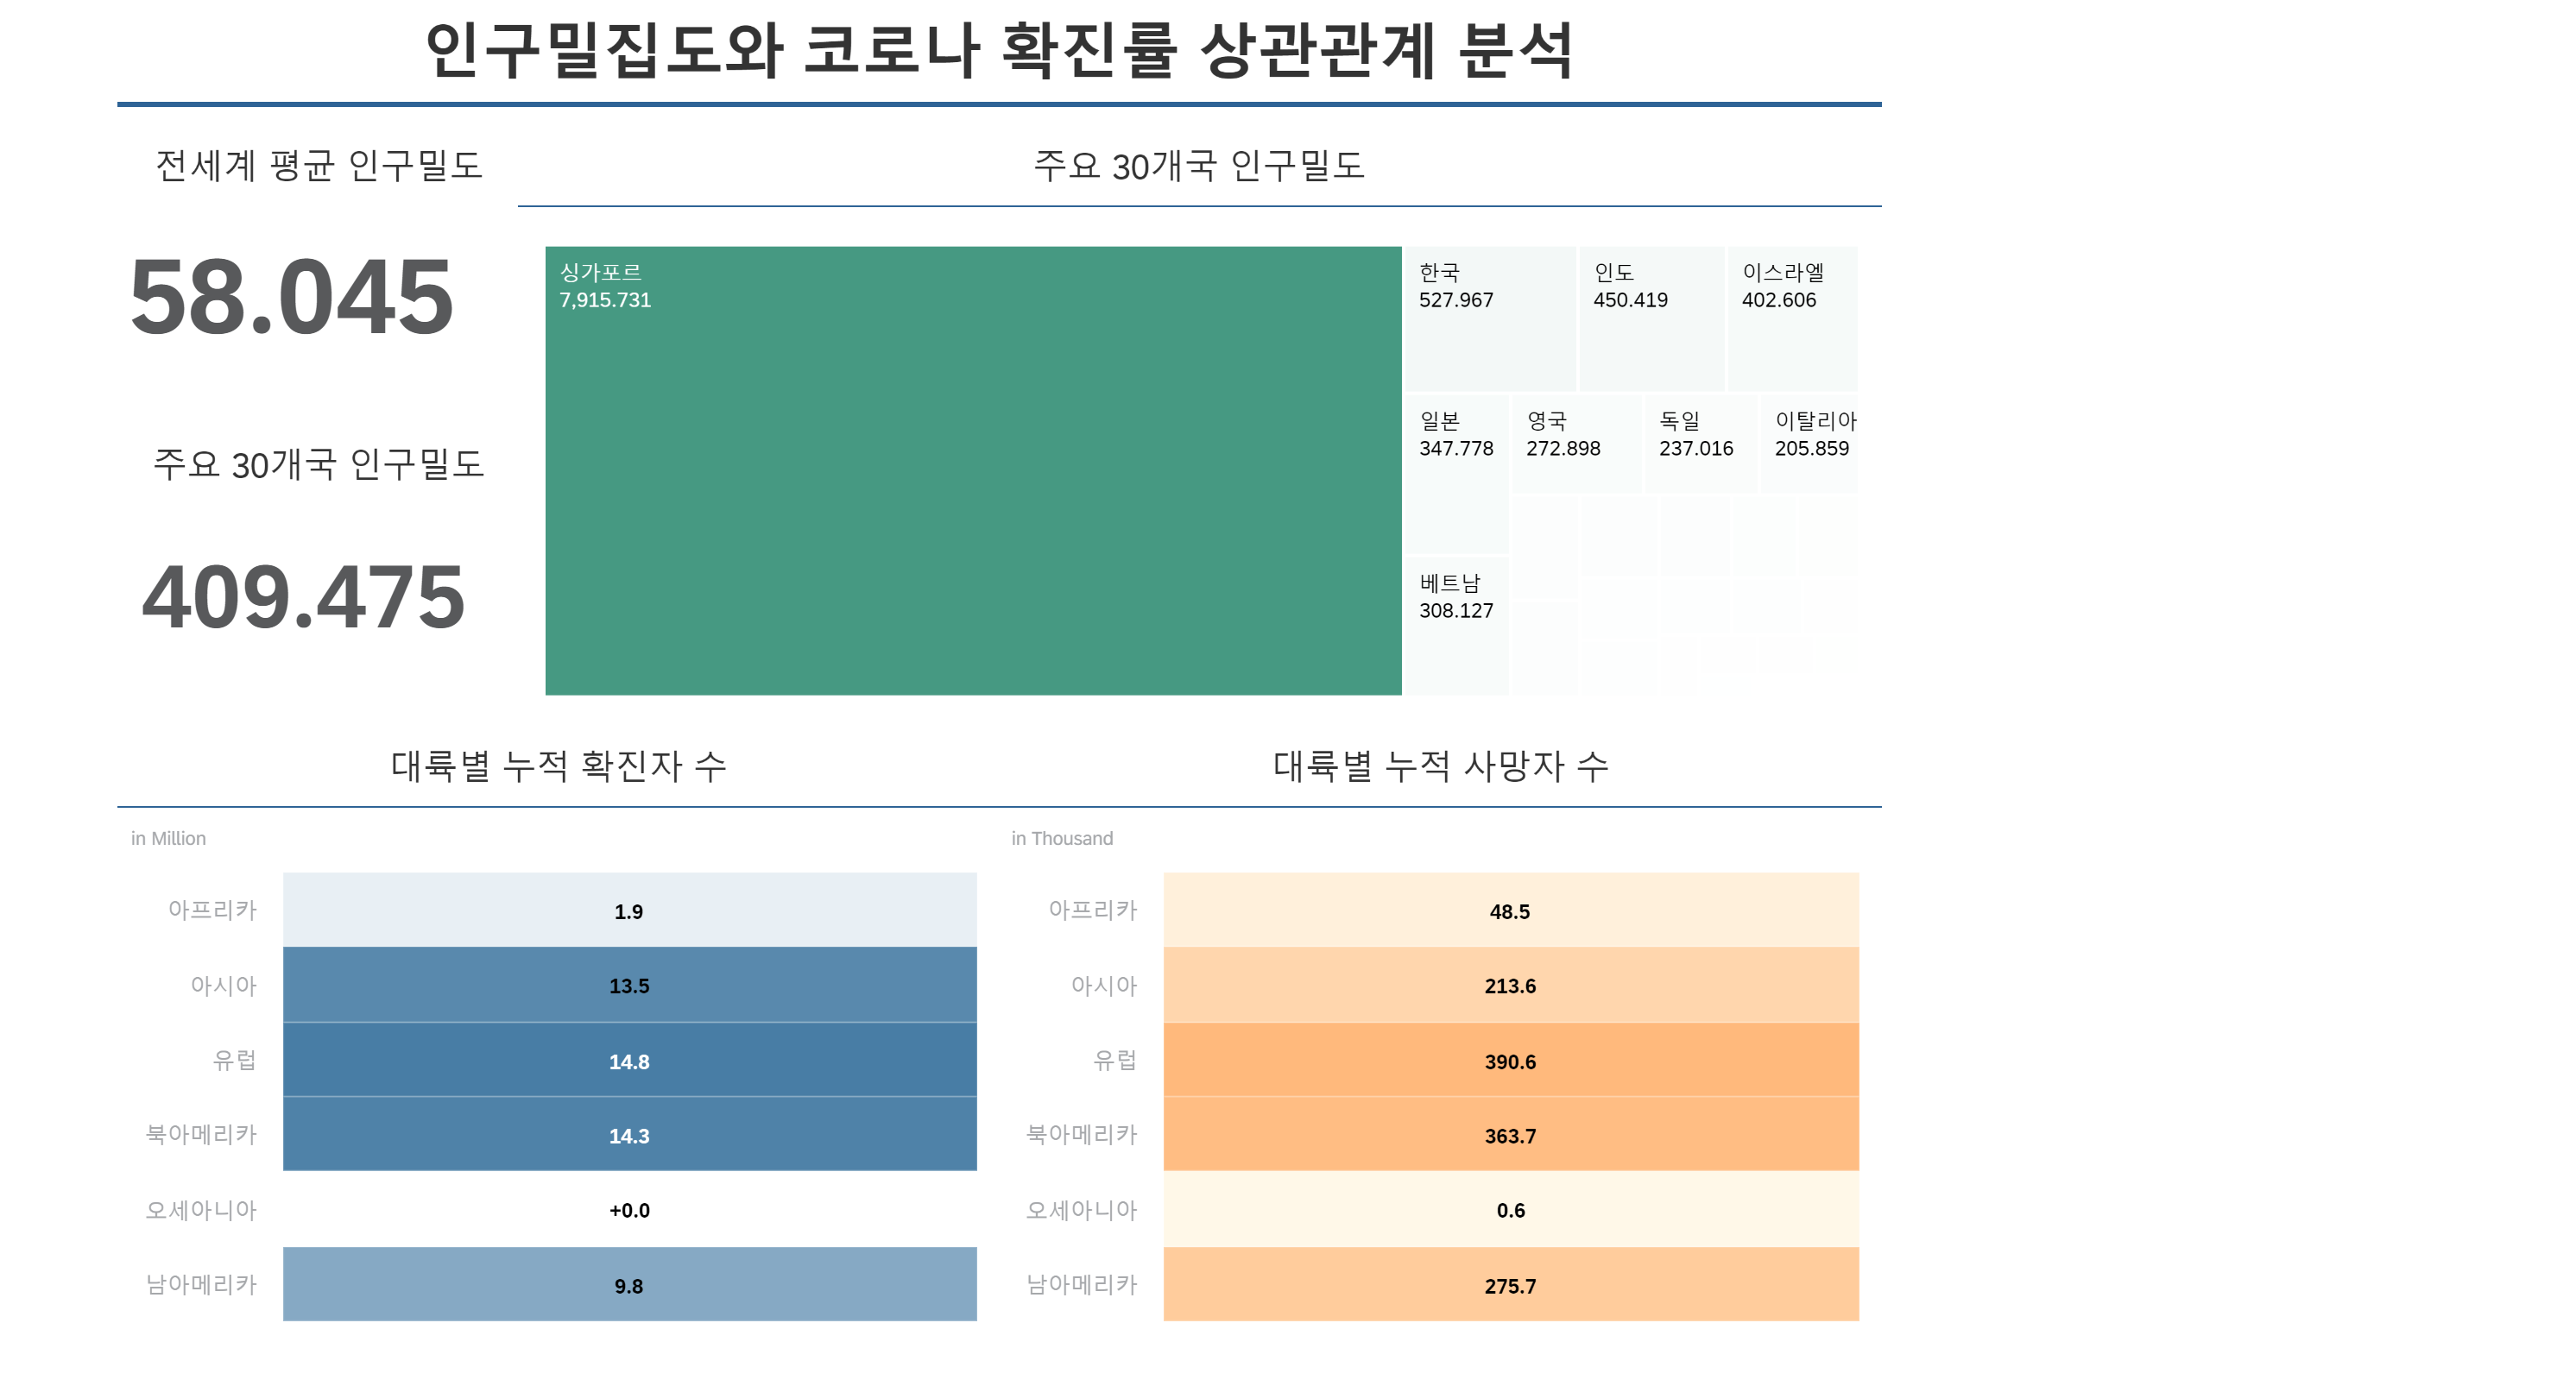 인구밀집도와 코로나 확진률 상관관계 분석
전세계 평균 인구밀도
58.045
주요 30개국 인구밀도
409.475
주요 30개국 인구밀도
싱가포르
7,915.731
한국
527.967
인도
450.419
이스라엘
402.606
일본
347.778
영국
272.898
독일
237.016
이탈리아
205.859
베트남
308.127
대륙별 누적 확진자 수
in Million
아프리카 1.9
아시아 13.5
유럽 14.8
북아메리카 14.3
오세아니아 +0.0
남아메리카 9.8
대륙별 누적 사망자 수
in Thousand
아프리카 48.5
아시아 213.6
유럽 390.6
북아메리카 363.7
오세아니아 0.6
남아메리카 275.7